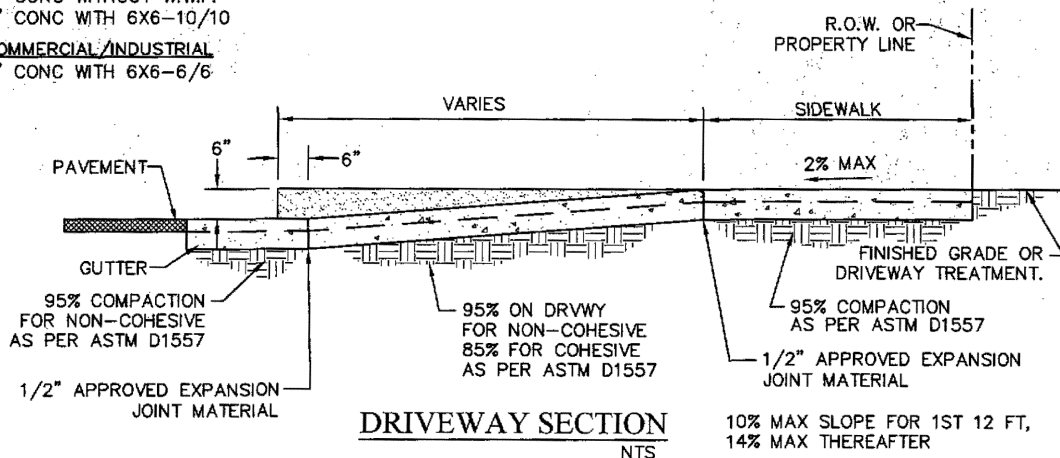 " CONC WITH 6X6-10/10
COMMERCIAL/INDUSTRIAL
" CONC WITH 6X6-6/6
R.O.W. OR
PROPERTY LINE
VARIES
SIDEWALK
6"
6"
PAVEMENT
2% MAX
GUTTER
FINISHED GRADE OR
DRIVEWAY TREATMENT.
95% COMPACTION
FOR NON-COHESIVE
AS PER ASTM D1557
95% ON DRVWY
FOR NON-COHESIVE
85% FOR COHESIVE
AS PER ASTM D1557
95% COMPACTION
AS PER ASTM D1557
1/2" APPROVED EXPANSION
JOINT MATERIAL
1/2" APPROVED EXPANSION
JOINT MATERIAL
DRIVEWAY SECTION
NTS
10% MAX SLOPE FOR 1ST 12 FT,
14% MAX THEREAFTER